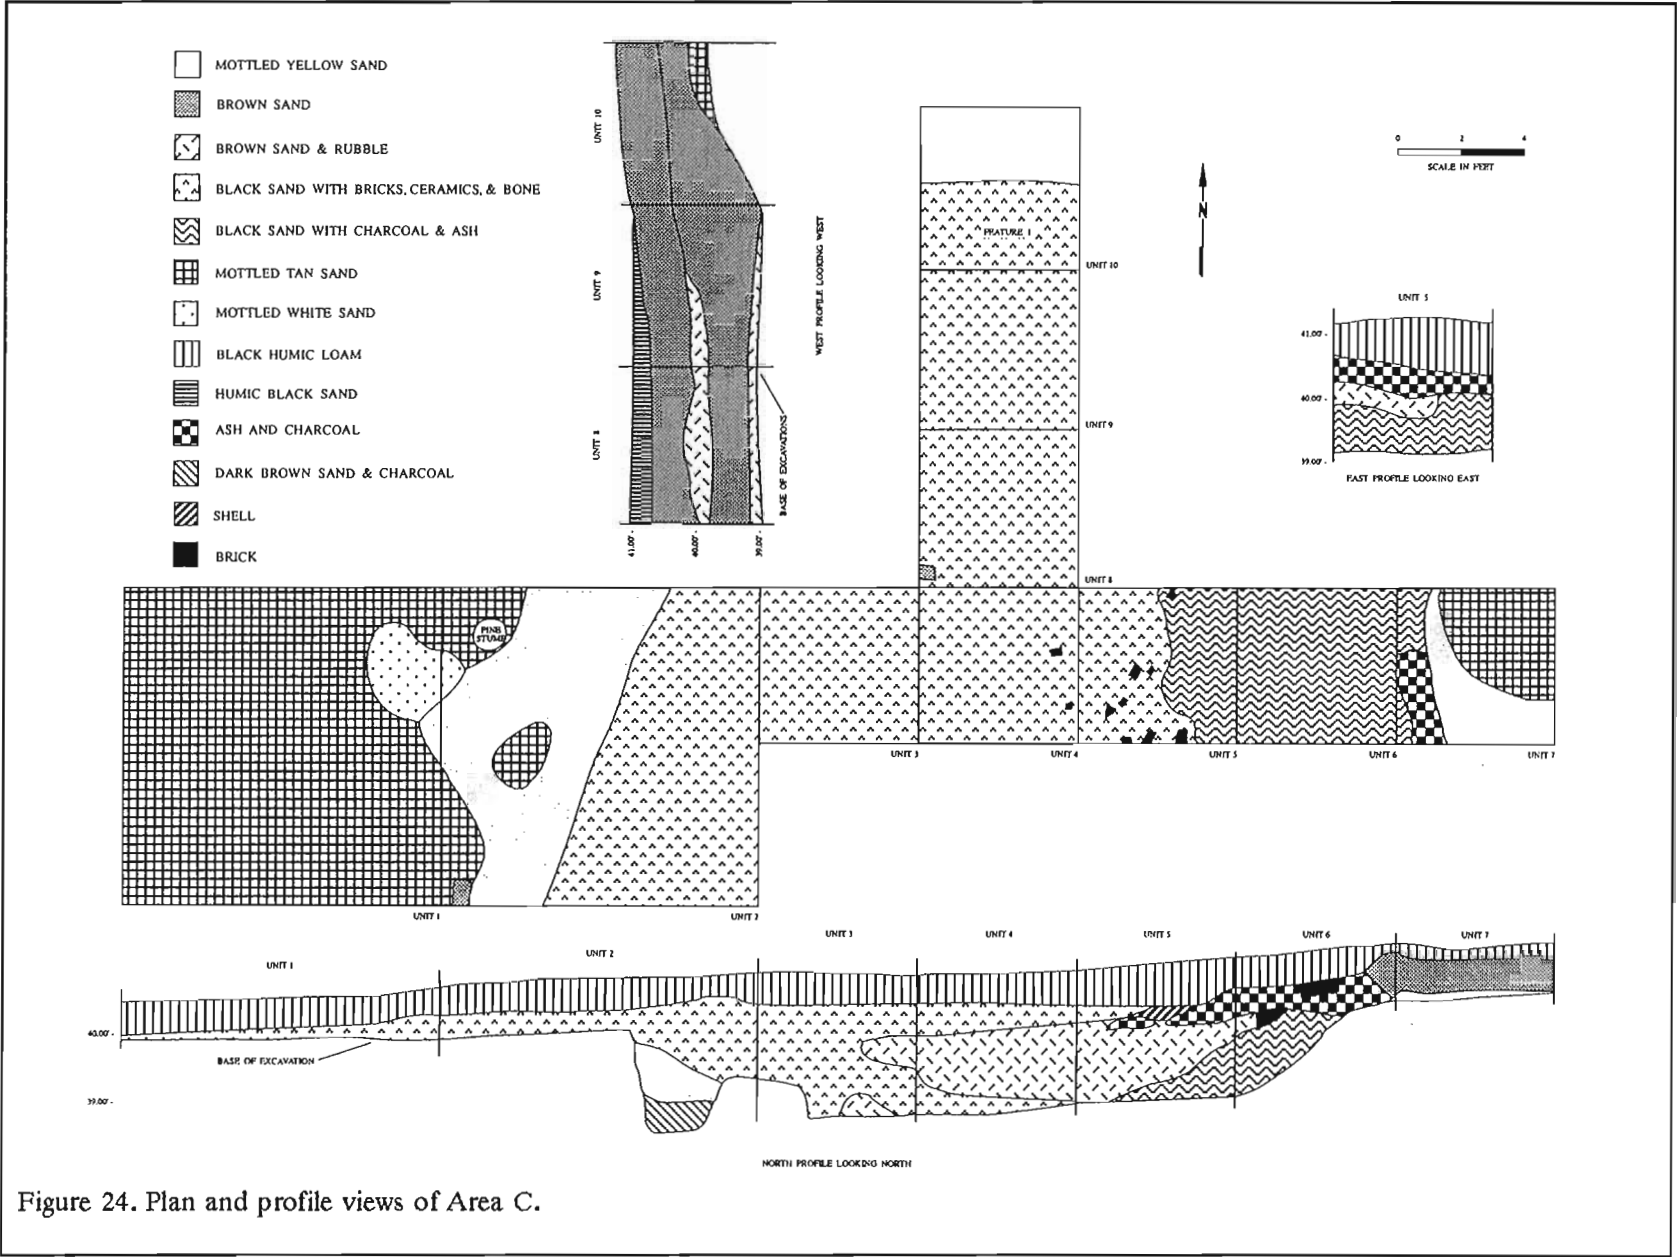 MOTTLED YELLOW SAND
BROWN SAND
BROWN SAND & RUBBLE
BLACK SAND WITH BRICKS, CERAMICS, & BONE
BLACK SAND WITH CHARCOAL & ASH
MOTTLED TAN SAND
MOTTLED WHITE SAND
BLACK HUMIC LOAM
HUMIC BLACK SAND
ASH AND CHARCOAL
DARK BROWN SAND & CHARCOAL
SHELL
BRICK
UNIT 10
UNIT 9
UNIT 8
41.00'-
40.00'-
39.00'-
WEST PROFILE LOOKING WEST
BASE OF EXCAVATIONS
FEATURE 1
UNIT 10
UNIT 9
UNIT 8
N
0 2 4
SCALE IN FEET
UNIT 5
41.00'-
40.00'-
39.00'-
EAST PROFILE LOOKING EAST
PINE
STUMP
UNIT 3
UNIT 4
UNIT 5
UNIT 6
UNIT 7
UNIT 1
UNIT 2
UNIT 1
UNIT 2
UNIT 3
UNIT 4
UNIT 5
UNIT 6
UNIT 7
40.00'-
BASE OF EXCAVATION
39.00'-
NORTH PROFILE LOOKING NORTH
Figure 24. Plan and profile views of Area C.